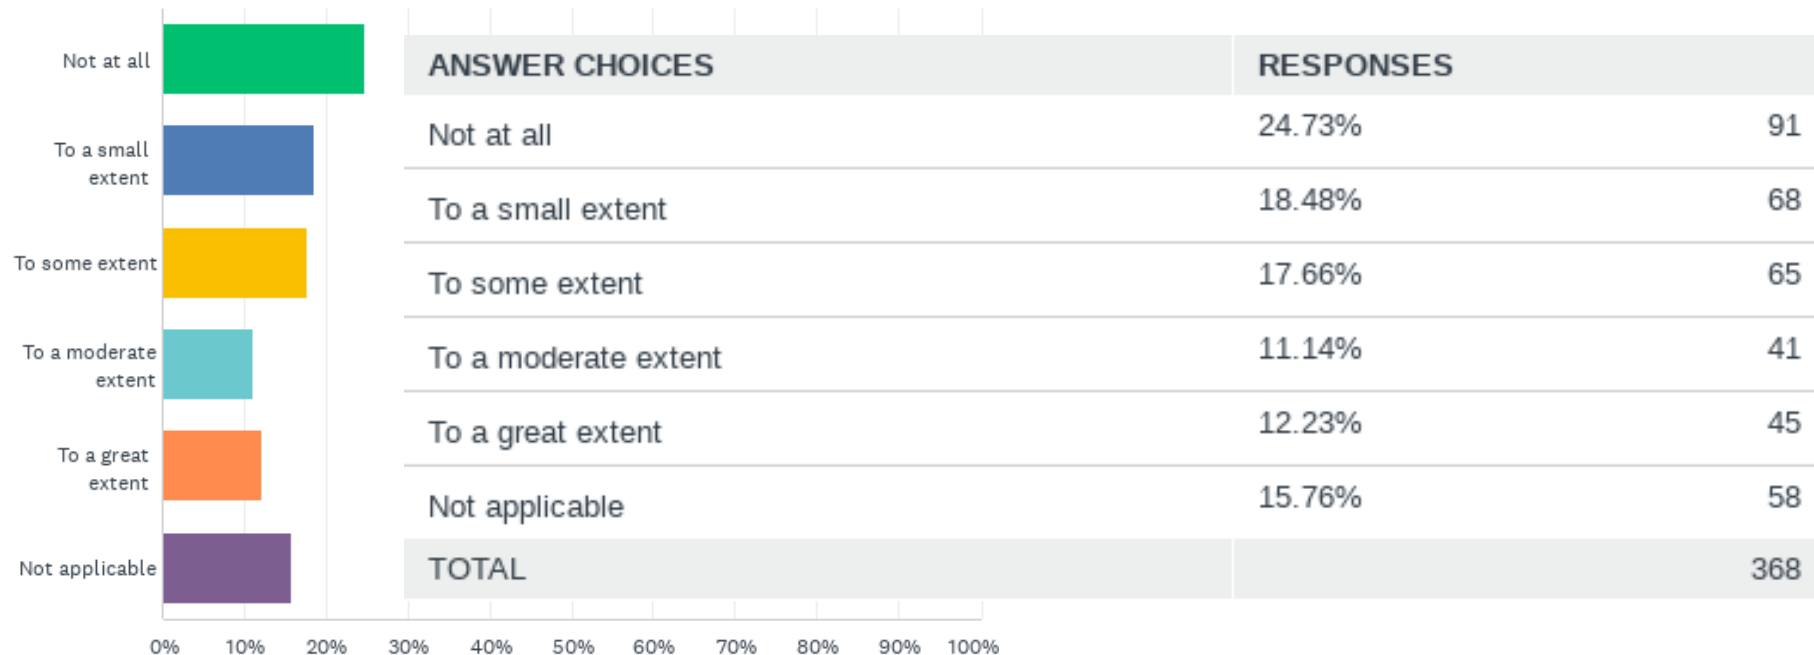 Not at all
To a small
extent
To some extent
To a moderate
extent
To a great
extent
Not applicable
0% 10% 20% 30% 40% 50% 60% 70% 80% 90% 100%
ANSWER CHOICES RESPONSES
Not at all 24.73% 91
To a small extent 18.48% 68
To some extent 17.66% 65
To a moderate extent 11.14% 41
To a great extent 12.23% 45
Not applicable 15.76% 58
TOTAL 368